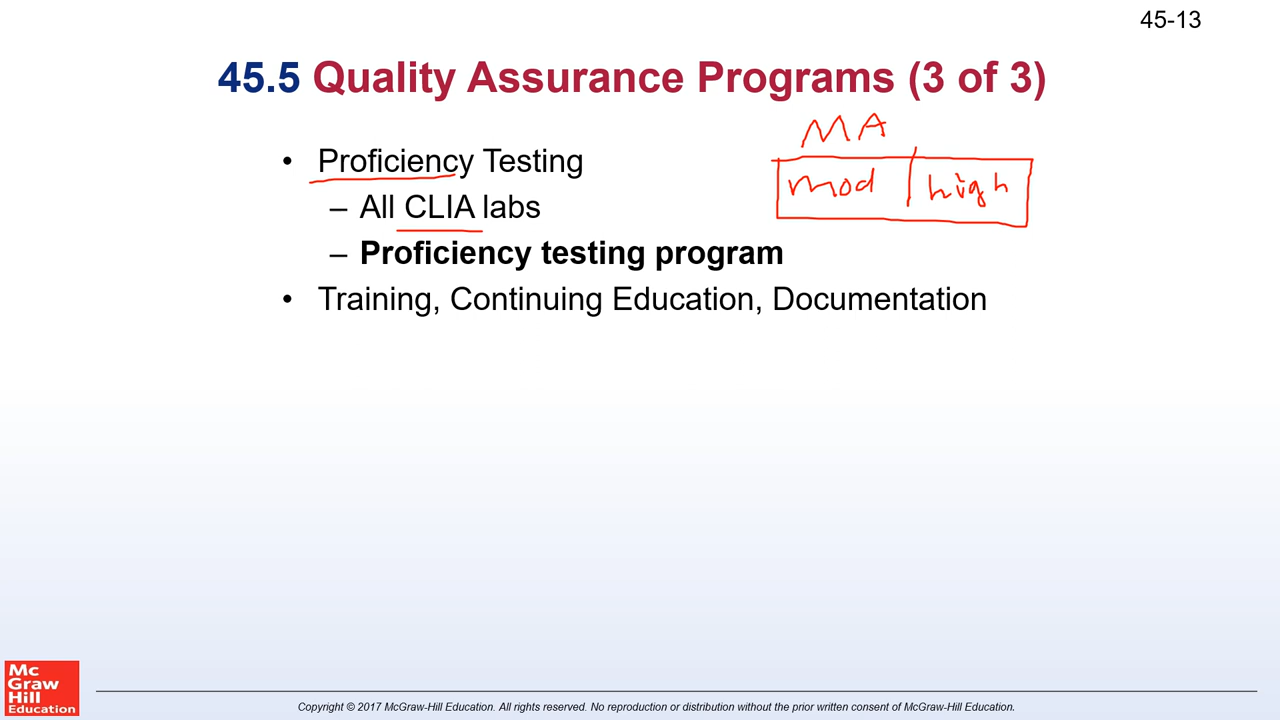 45-13
45.5 Quality Assurance Programs (3 of 3)
MA
mod high
• Proficiency Testing
– All CLIA labs
– Proficiency testing program
• Training, Continuing Education, Documentation
Mc
Graw
Hill
Education
Copyright © 2017 McGraw-Hill Education. All rights reserved. No reproduction or distribution without the prior written consent of McGraw-Hill Education.